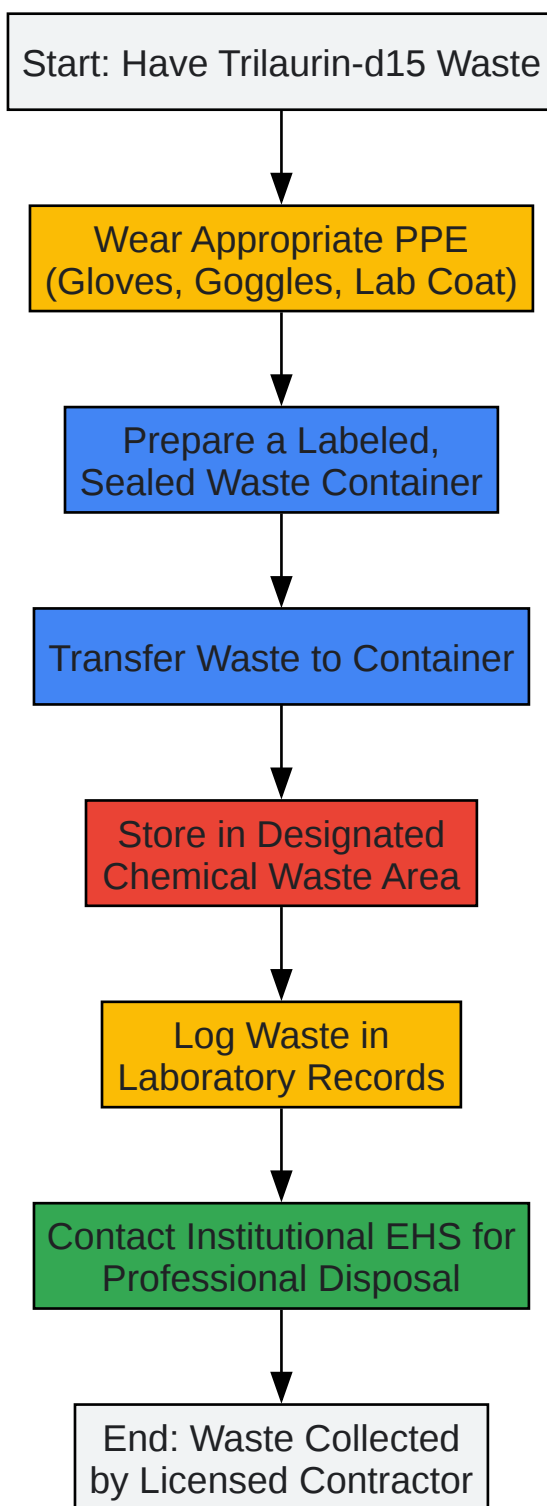 Start: Have Trilaurin-d15 Waste
Wear Appropriate PPE
(Gloves, Goggles, Lab Coat)
Prepare a Labeled,
Sealed Waste Container
Transfer Waste to Container
Store in Designated
Chemical Waste Area
Log Waste in
Laboratory Records
Contact Institutional EHS for
Professional Disposal
End: Waste Collected
by Licensed Contractor